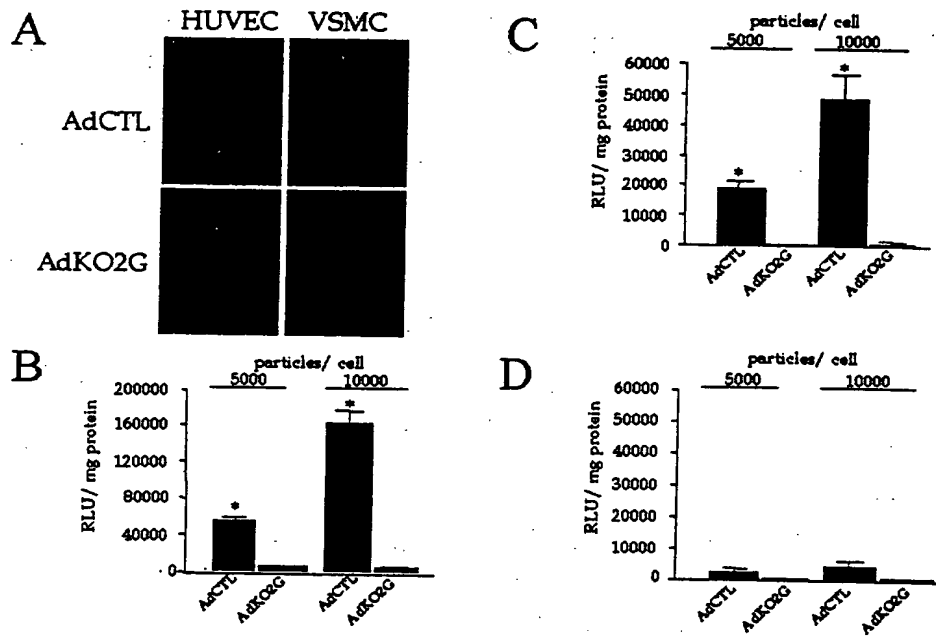 A
HUVEC VSMC
AdCTL
AdKO2G
B
particles/ cell
5000 10000
RLU/ mg protein
200000
160000
120000
80000
40000
0
*
*
AdCTL AdKO2G AdCTL AdKO2G
C
particles/ cell
5000 10000
RLU/ mg protein
60000
50000
40000
30000
20000
10000
0
*
*
AdCTL AdKO2G AdCTL AdKO2G
D
particles/ cell
5000 10000
RLU/ mg protein
60000
50000
40000
30000
20000
10000
0
AdCTL AdKO2G AdCTL AdKO2G